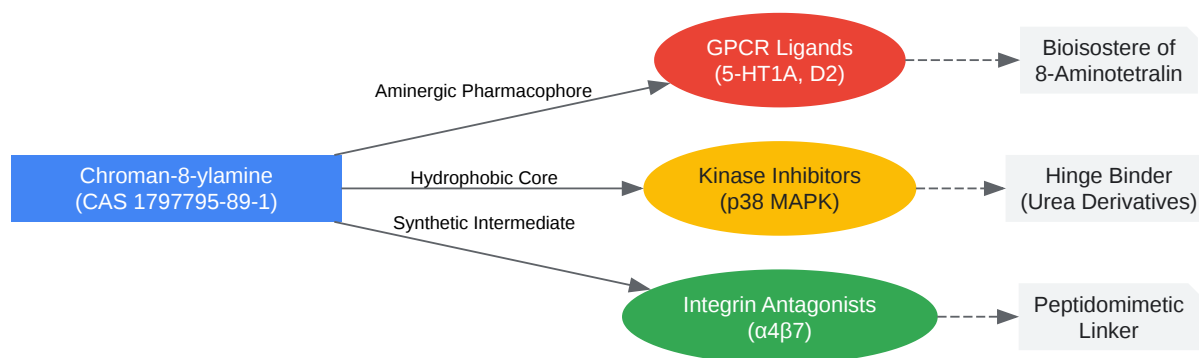 GPCR Ligands
(5-HT1A, D2)
Bioisostere of
8-Aminotetralin
Aminergic Pharmacophore
Chroman-8-ylamine
(CAS 1797795-89-1)
Hydrophobic Core
Kinase Inhibitors
(p38 MAPK)
Hinge Binder
(Urea Derivatives)
Synthetic Intermediate
Integrin Antagonists
(α4β7)
Peptidomimetic
Linker